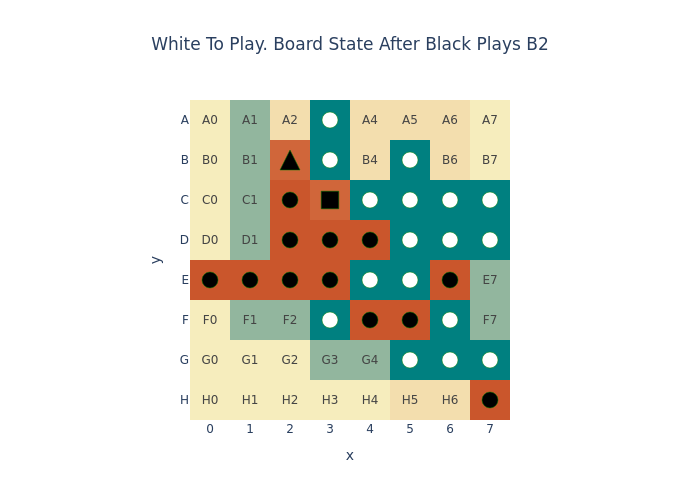 White To Play. Board State After Black Plays B2
A A0 A1 A2 A4 A5 A6 A7
B B0 B1 B4 B6 B7
C C0 C1
D D0 D1
E E7
F F0 F1 F2 F7
G G0 G1 G2 G3 G4
H H0 H1 H2 H3 H4 H5 H6
0 1 2 3 4 5 6 7
x
y